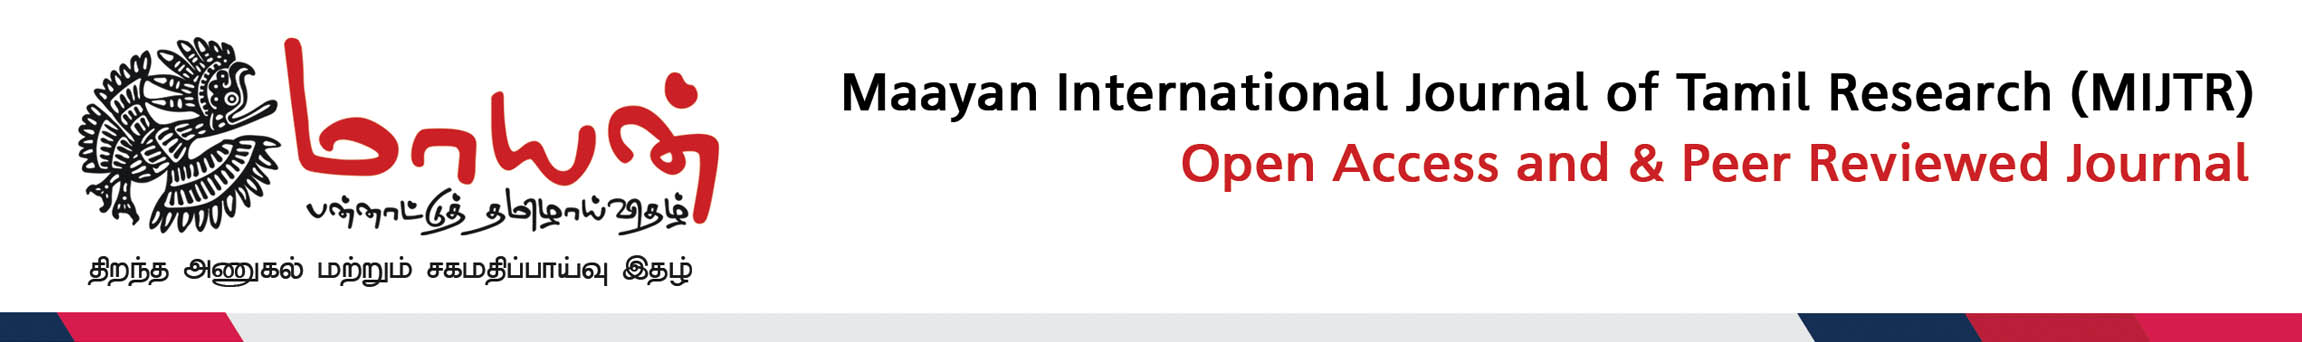 மாயன்
பன்னாட்டுத் தமிழாய்விதழ்
திறந்த அணுகல் மற்றும் சகமதிப்பாய்வு இதழ்
Maayan International Journal of Tamil Research (MIJTR)
Open Access and & Peer Reviewed Journal